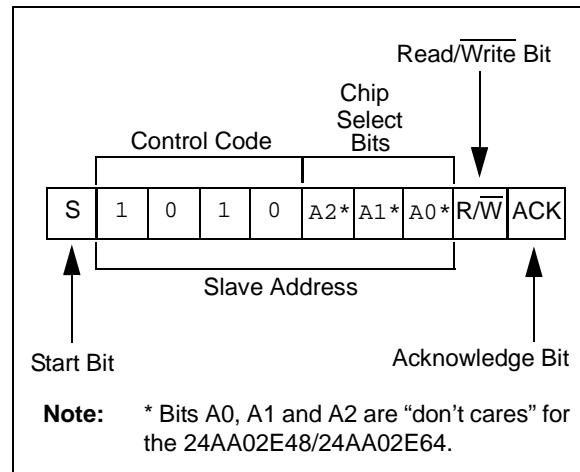 Read/Write Bit
Chip
Select
Bits
Control Code
S 1 0 1 0 A2* A1* A0* R/W ACK
Slave Address
Start Bit
Acknowledge Bit
Note: * Bits A0, A1 and A2 are “don’t cares” for
the 24AA02E48/24AA02E64.